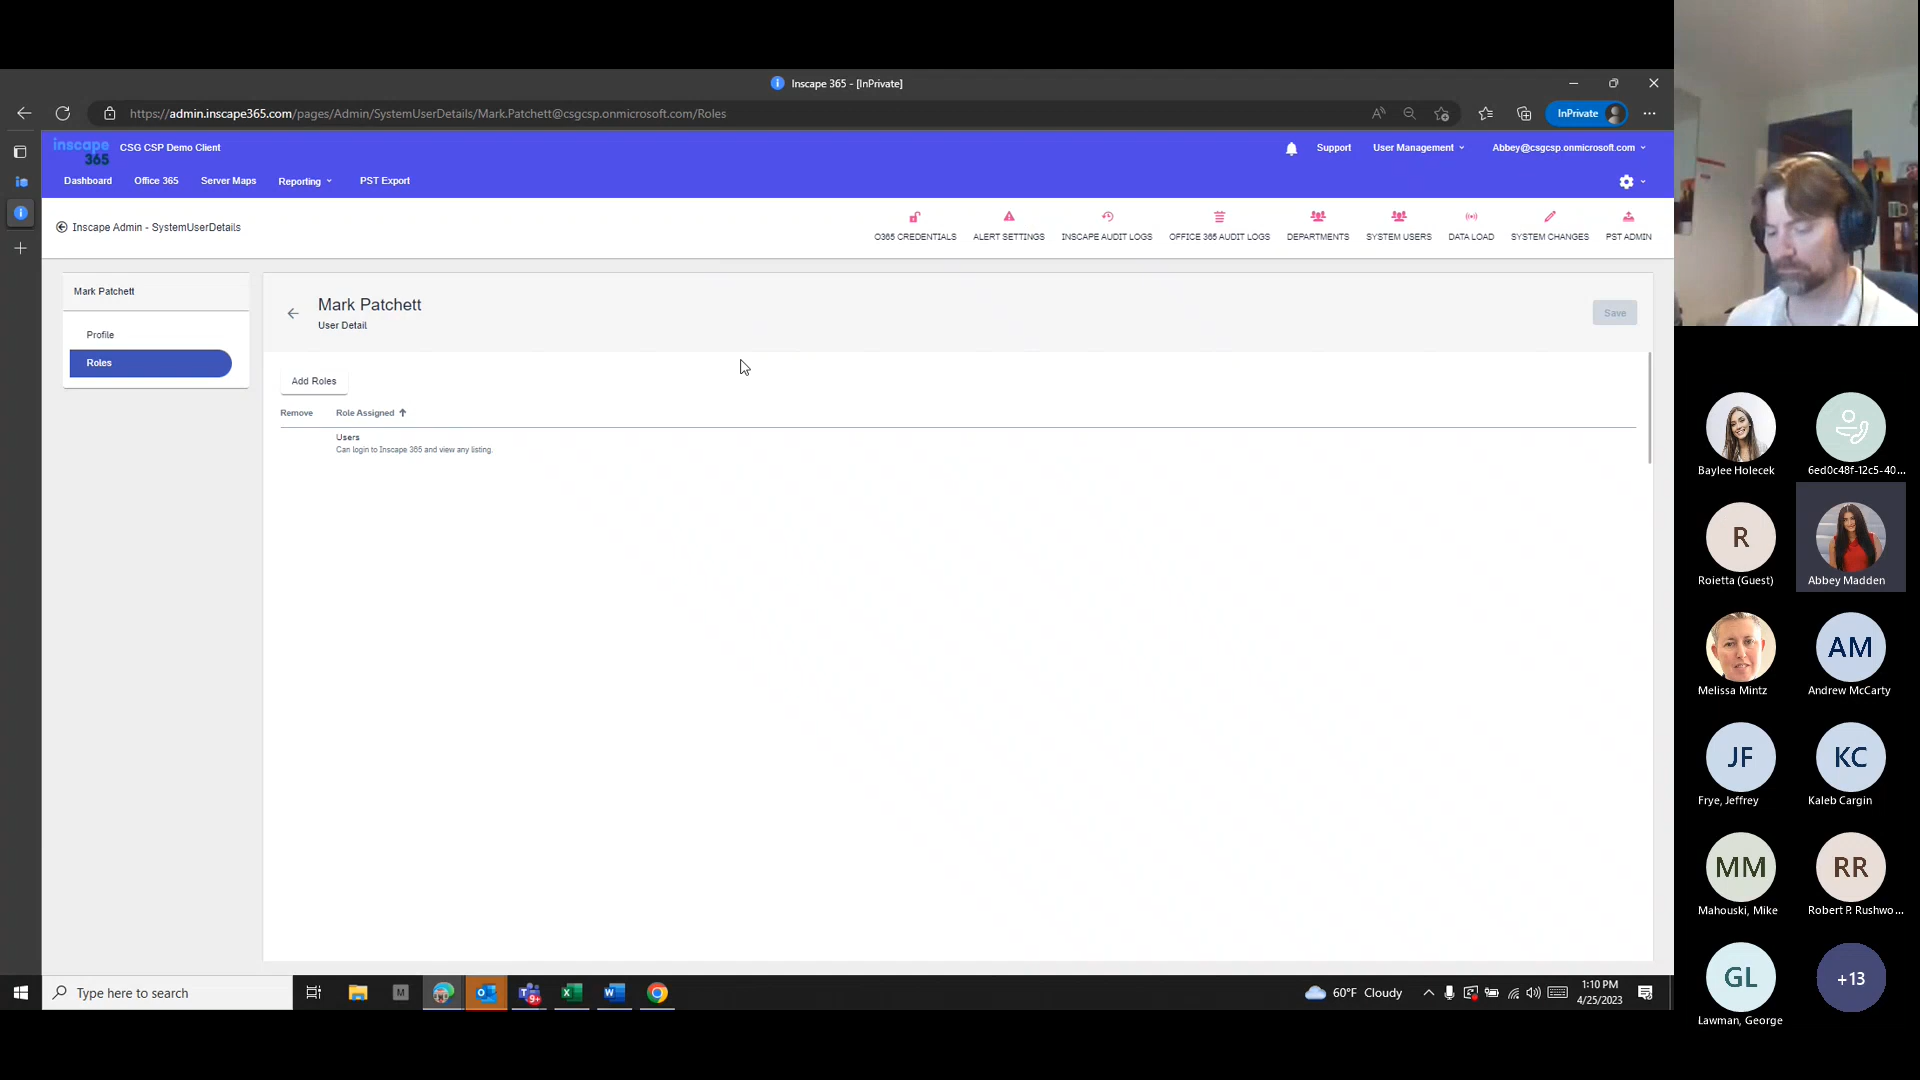 Inscape 365 - [InPrivate]
https://admin.inscape365.com/pages/Admin/SystemUserDetails/Mark.Patchett@csgcsp.onmicrosoft.com/Roles
InPrivate
inscape 365
CSG CSP Demo Client
Support
User Management
Abbey@csgcsp.onmicrosoft.com
Dashboard
Office 365
Server Maps
Reporting
PST Export
Inscape Admin - SystemUserDetails
O365 CREDENTIALS
ALERT SETTINGS
INSCAPE AUDIT LOGS
OFFICE 365 AUDIT LOGS
DEPARTMENTS
SYSTEM USERS
DATA LOAD
SYSTEM CHANGES
PST ADMIN
Mark Patchett
Profile
Roles
Mark Patchett
User Detail
Save
Add Roles
Remove
Role Assigned
Users
Can login to Inscape 365 and view any listing.
Baylee Holecek
6ed0c48f-12c5-40...
R
Roietta (Guest)
Abbey Madden
Melissa Mintz
AM
Andrew McCarty
JF
Frye, Jeffrey
KC
Kaleb Cargin
MM
Mahouski, Mike
RR
Robert P. Rushwo...
GL
Lawman, George
+13
Type here to search
M
9+
60°F Cloudy
1:10 PM
4/25/2023